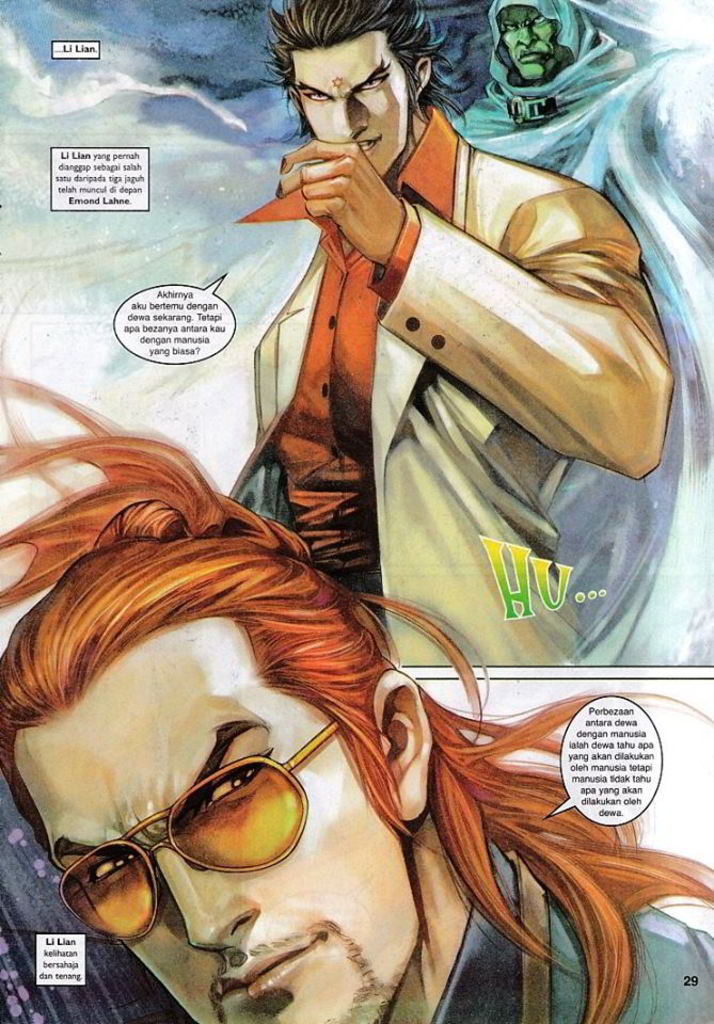 ...Li Lian.
Li Lian yang pernah
dianggap sebagai salah
satu daripada tiga jaguh
telah muncul di depan
Emond Lahne.
Akhirnya
aku bertemu dengan
dewa sekarang. Tetapi
apa bezanya antara kau
dengan manusia
yang biasa?
HU...
Perbezaan
antara dewa
dengan manusia
ialah dewa tahu apa
yang akan dilakukan
oleh manusia tetapi
manusia tidak tahu
apa yang akan
dilakukan oleh
dewa.
Li Lian
kelihatan
bersahaja
dan tenang.
29